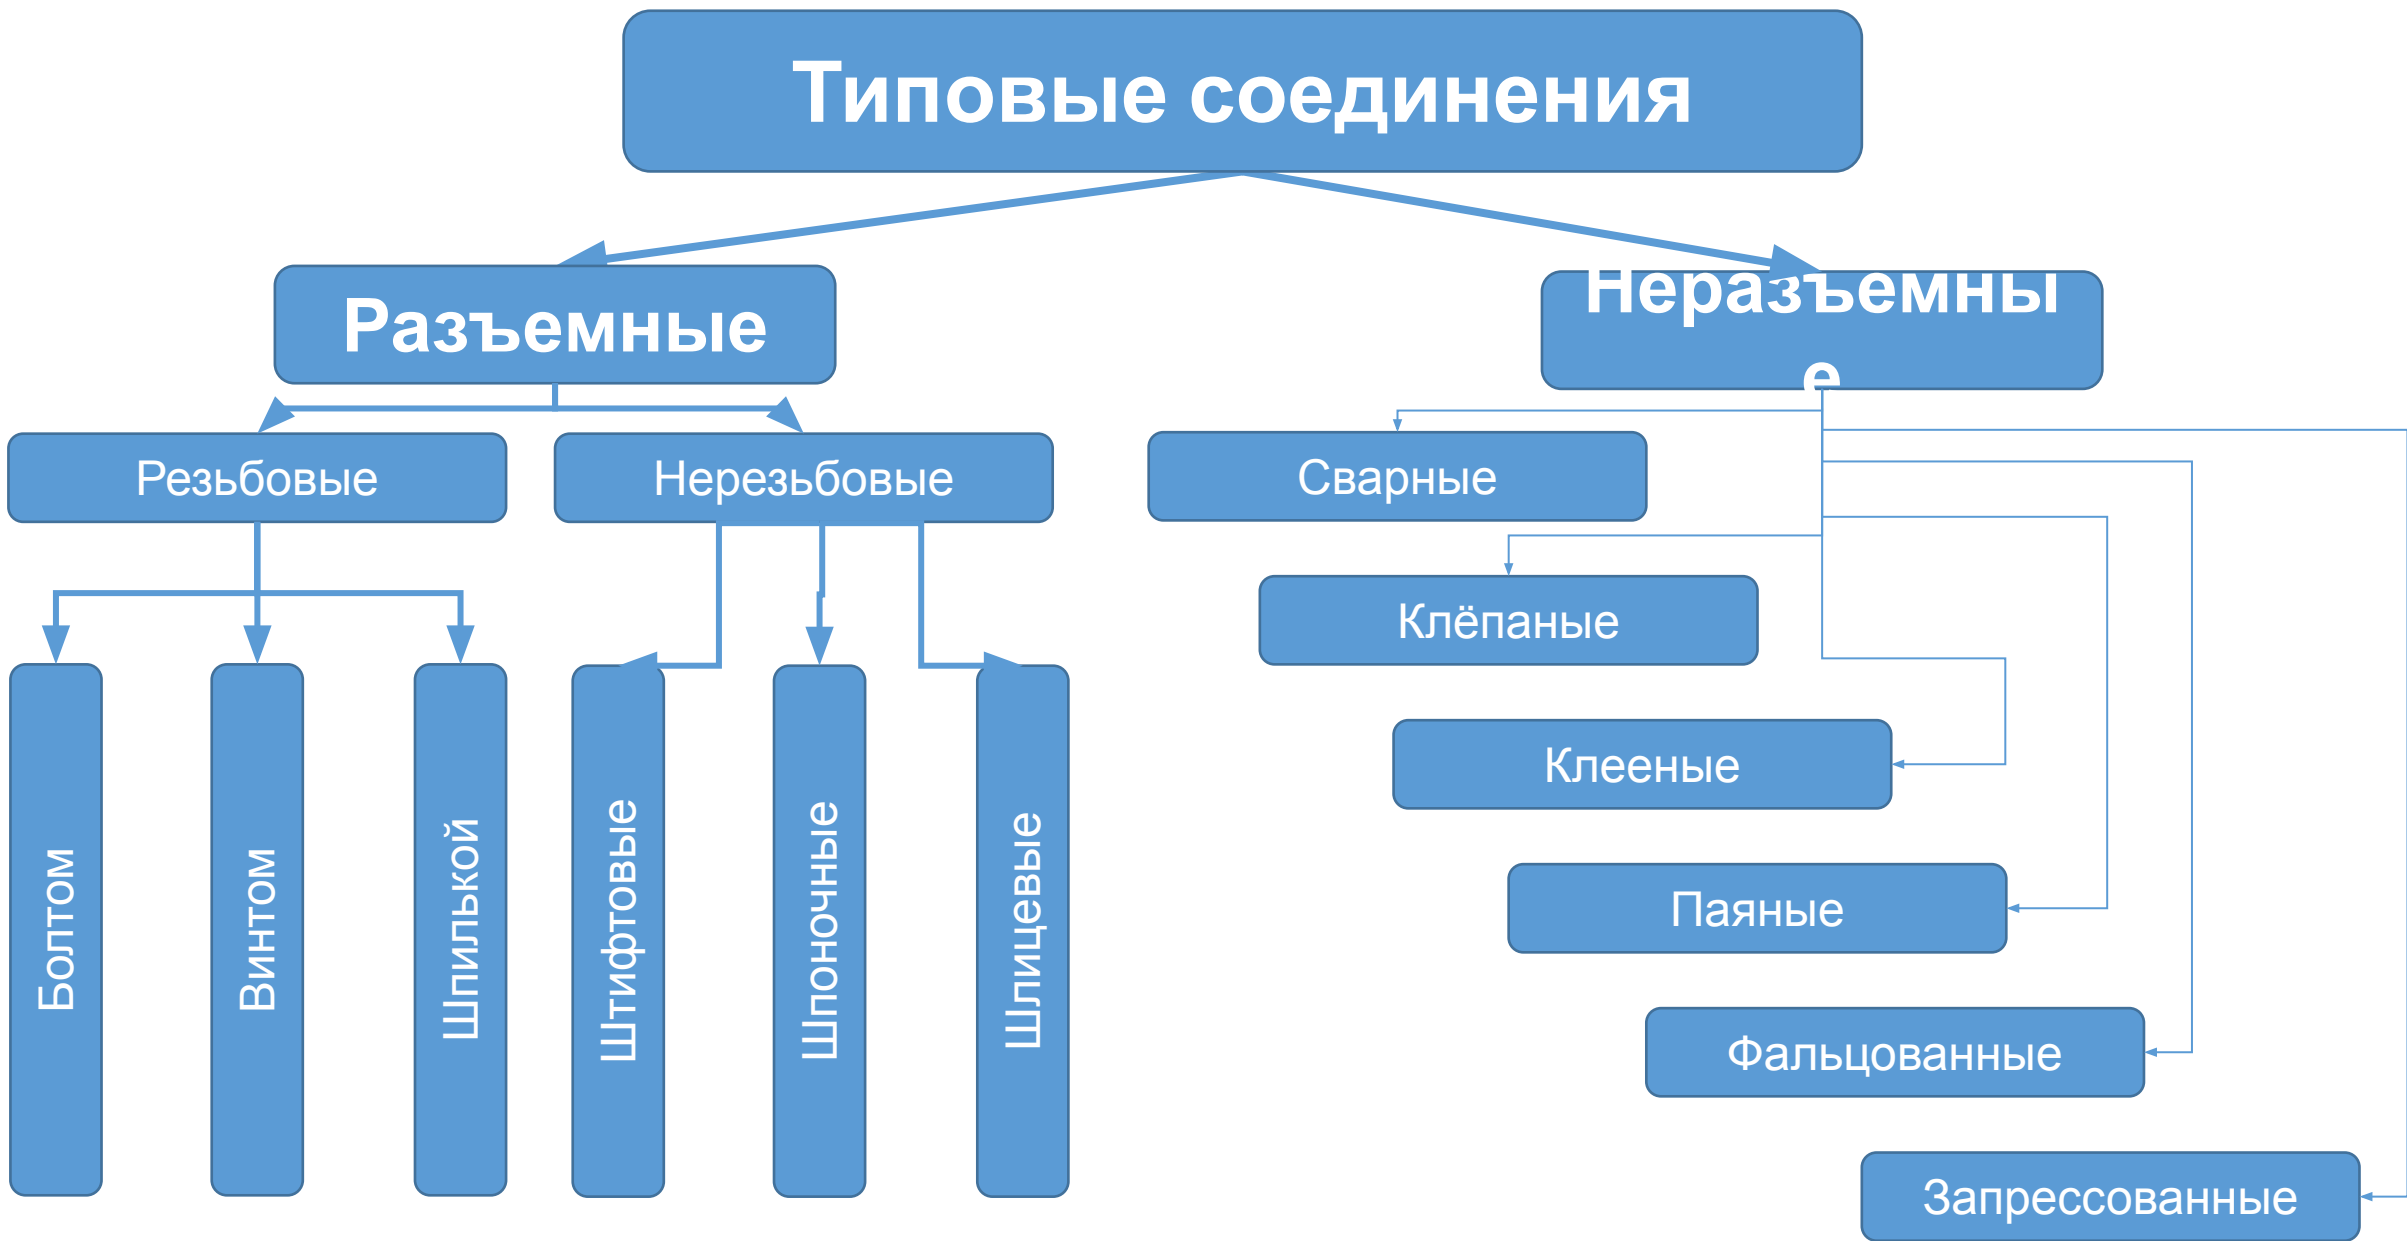 Типовые соединения
Разъемные
Неразъемны
е
Резьбовые
Нерезьбовые
Сварные
Клёпаные
Клееные
Паяные
Фальцованные
Запрессованные
Болтом
Винтом
Шпилькой
Штифтовые
Шпоночные
Шлицевые